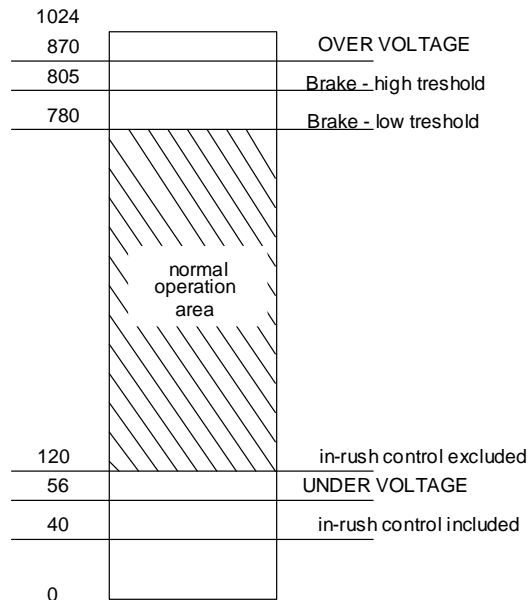 1024
870 OVER VOLTAGE
805 Brake - high treshold
780 Brake - low treshold
normal
operation
area
120 in-rush control excluded
56 UNDER VOLTAGE
40 in-rush control included
0